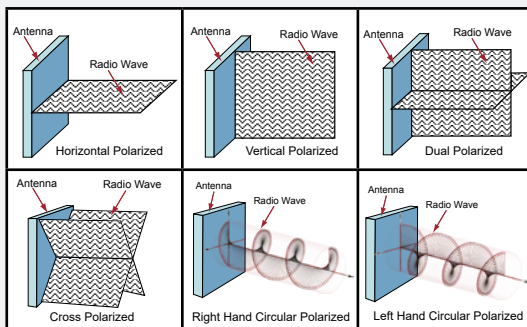 Antenna
Radio Wave
Horizontal Polarized
Antenna
Radio Wave
Vertical Polarized
Antenna
Radio Wave
Dual Polarized
Antenna
Radio Wave
Cross Polarized
Antenna
Radio Wave
Right Hand Circular Polarized
Antenna
Radio Wave
Left Hand Circular Polarized